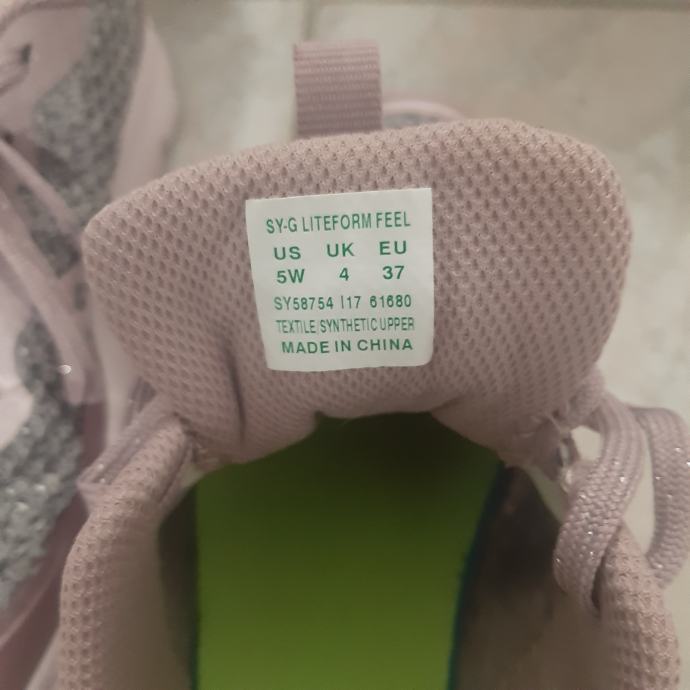 SY-G LITEFORM FEEL
US UK EU
5W 4 37
SY58754 I17 61680
TEXTILE/SYNTHETIC UPPER
MADE IN CHINA